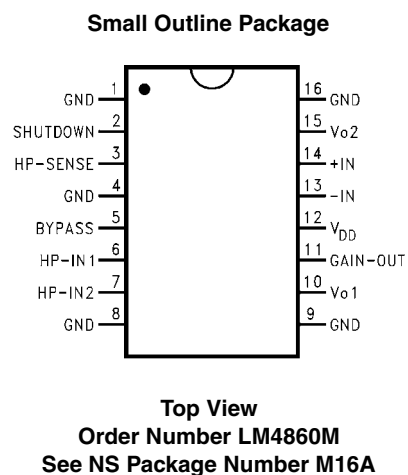 Small Outline Package
GND 1 16 GND
SHUTDOWN 2 15 Vo2
HP-SENSE 3 14 +IN
GND 4 13 -IN
BYPASS 5 12 VDD
HP-IN1 6 11 GAIN-OUT
HP-IN2 7 10 Vo1
GND 8 9 GND
Top View
Order Number LM4860M
See NS Package Number M16A